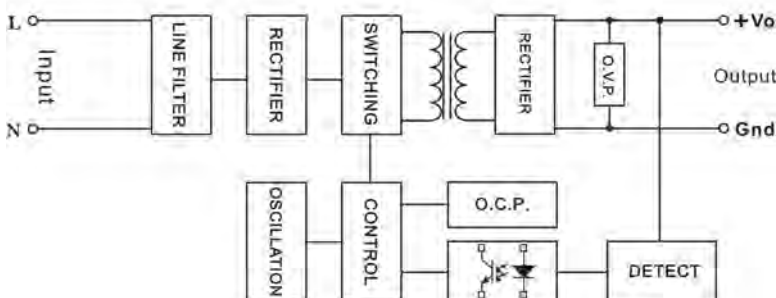 L
LINE FILTER
RECTIFIER
SWITCHING
RECTIFIER
O.V.P.
+Vo
Input
Output
N
Gnd
OSCILLATION
CONTROL
O.C.P.
DETECT